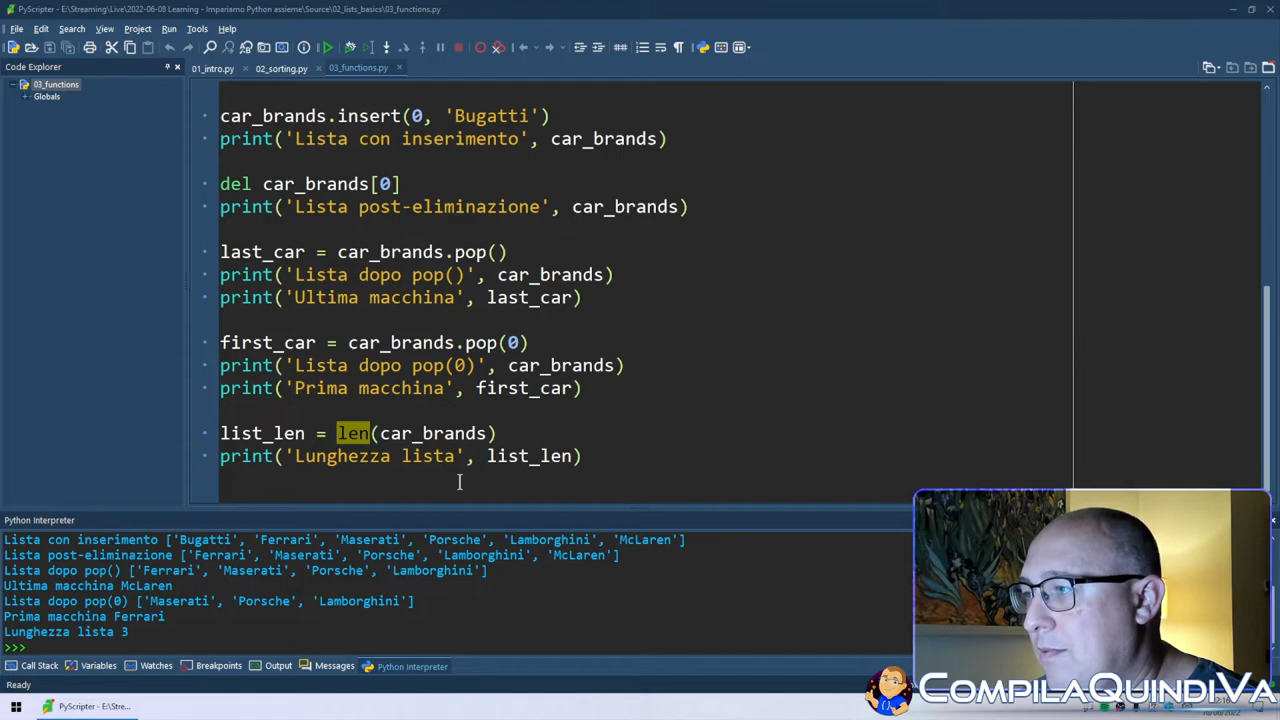 PyScripter - E:\Streaming\Live\2022-06-08 Learning - Impariamo Python assieme\Source\02_lists_basics\03_functions.py
File Edit Search View Project Run Tools Help
Code Explorer
01_intro.py 02_sorting.py 03_functions.py
03_functions
Globals
car_brands.insert(0, 'Bugatti')
print('Lista con inserimento', car_brands)
del car_brands[0]
print('Lista post-eliminazione', car_brands)
last_car = car_brands.pop()
print('Lista dopo pop()', car_brands)
print('Ultima macchina', last_car)
first_car = car_brands.pop(0)
print('Lista dopo pop(0)', car_brands)
print('Prima macchina', first_car)
list_len = len(car_brands)
print('Lunghezza lista', list_len)
Python Interpreter
Lista con inserimento ['Bugatti', 'Ferrari', 'Maserati', 'Porsche', 'Lamborghini', 'McLaren']
Lista post-eliminazione ['Ferrari', 'Maserati', 'Porsche', 'Lamborghini', 'McLaren']
Lista dopo pop() ['Ferrari', 'Maserati', 'Porsche', 'Lamborghini']
Ultima macchina McLaren
Lista dopo pop(0) ['Maserati', 'Porsche', 'Lamborghini']
Prima macchina Ferrari
Lunghezza lista 3
>>>
Call Stack Variables Watches Breakpoints Output Messages Python Interpreter
Ready
COMPILAQUINDIVA
PyScripter - E:\Stre...